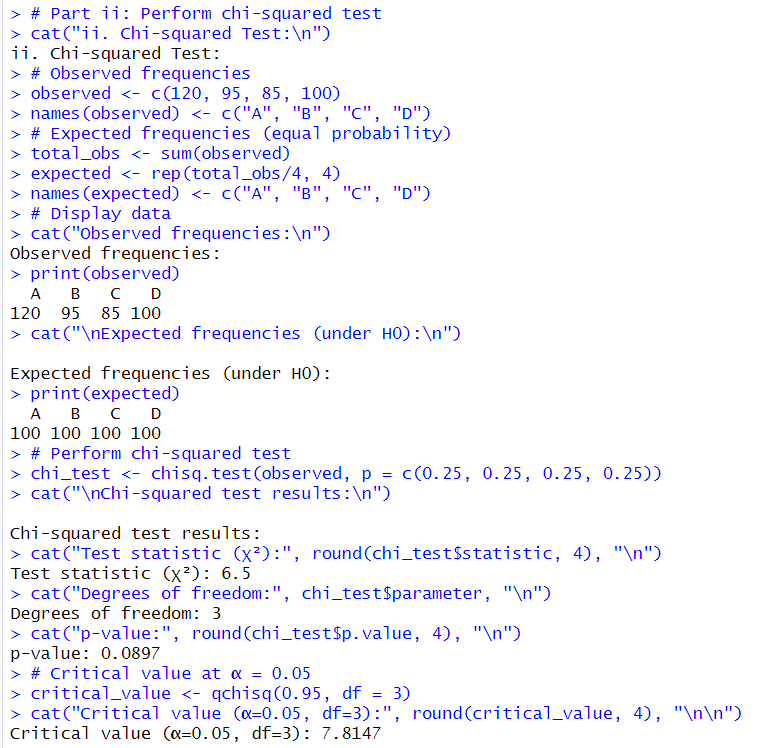 > # Part ii: Perform chi-squared test
> cat("ii. Chi-squared Test:\n")
ii. Chi-squared Test:
> # Observed frequencies
> observed <- c(120, 95, 85, 100)
> names(observed) <- c("A", "B", "C", "D")
> # Expected frequencies (equal probability)
> total_obs <- sum(observed)
> expected <- rep(total_obs/4, 4)
> names(expected) <- c("A", "B", "C", "D")
> # Display data
> cat("Observed frequencies:\n")
Observed frequencies:
> print(observed)
  A   B   C   D
120  95  85 100
> cat("\nExpected frequencies (under H0):\n")

Expected frequencies (under H0):
> print(expected)
  A   B   C   D
100 100 100 100
> # Perform chi-squared test
> chi_test <- chisq.test(observed, p = c(0.25, 0.25, 0.25, 0.25))
> cat("\nChi-squared test results:\n")

Chi-squared test results:
> cat("Test statistic (χ²):", round(chi_test$statistic, 4), "\n")
Test statistic (χ²): 6.5
> cat("Degrees of freedom:", chi_test$parameter, "\n")
Degrees of freedom: 3
> cat("p-value:", round(chi_test$p.value, 4), "\n")
p-value: 0.0897
> # Critical value at α = 0.05
> critical_value <- qchisq(0.95, df = 3)
> cat("Critical value (α=0.05, df=3):", round(critical_value, 4), "\n\n")
Critical value (α=0.05, df=3): 7.8147